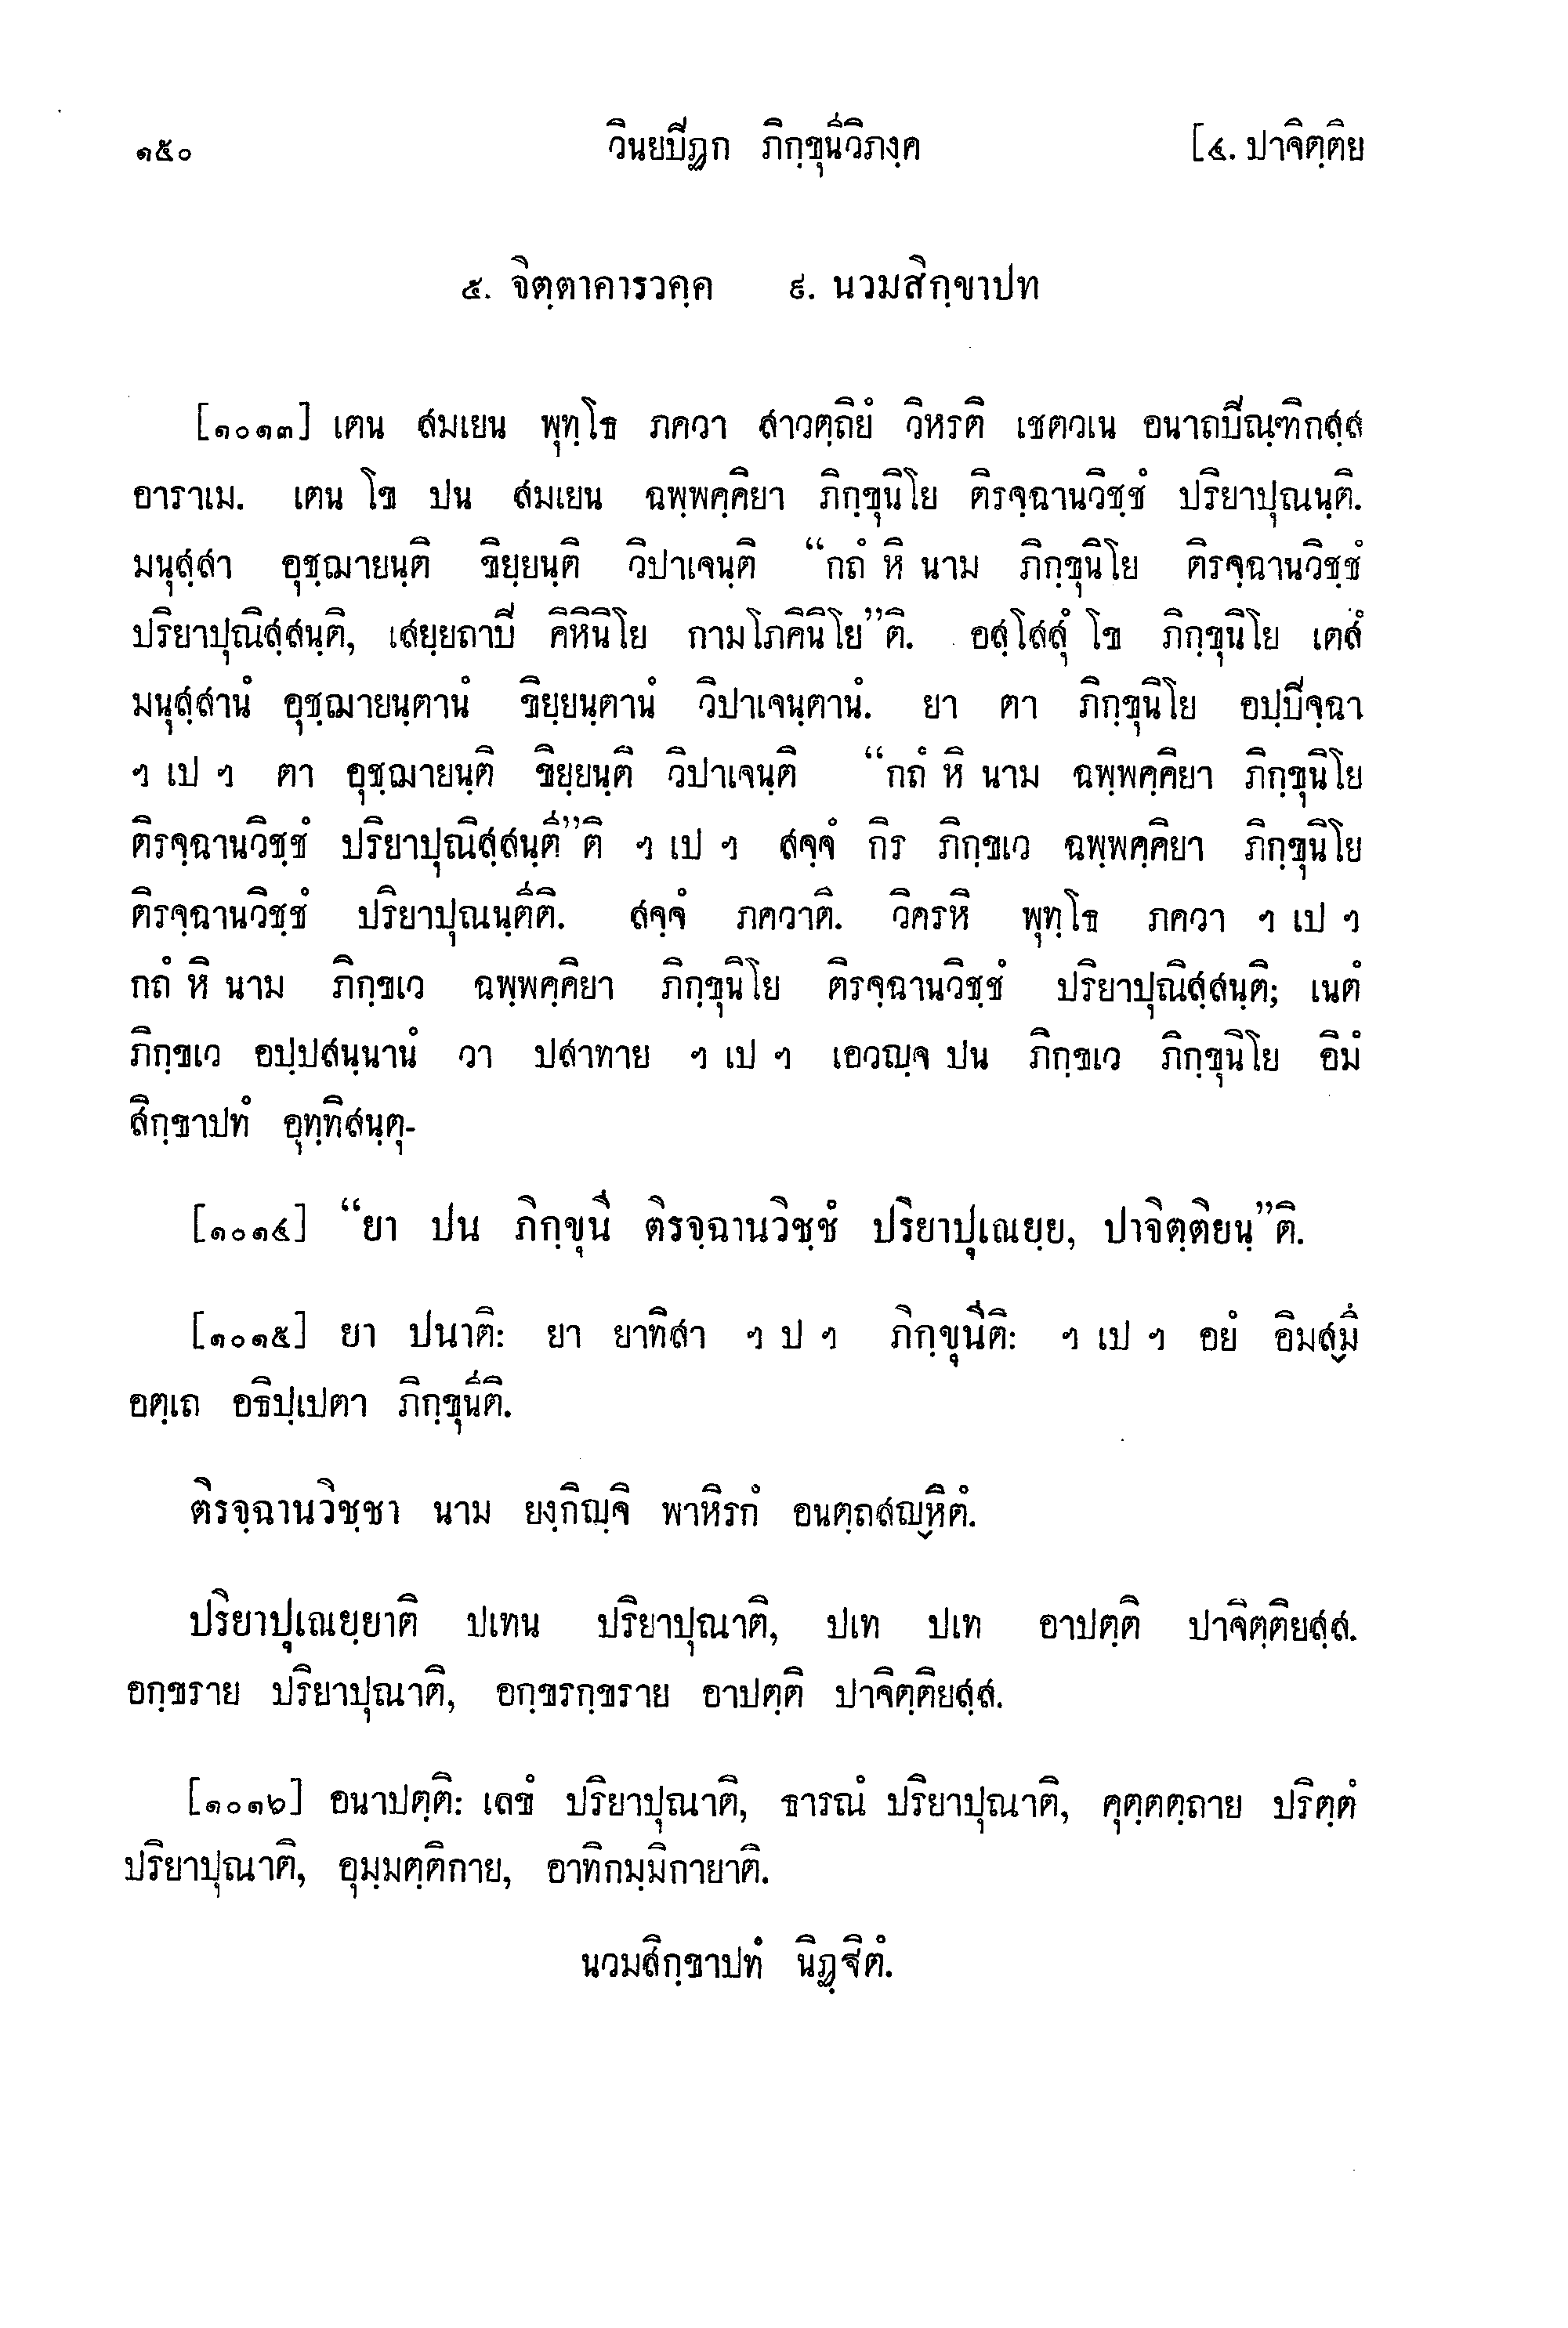 ๑๕๐ วินยปิฏก ภิกฺขุนีวิภงฺค [๔. ปาจิตฺติย
๕. จิตฺตาคารวคฺค ๙. นวมสิกฺขาปท
[๑๐๑๓] เตน สมเยน พุทฺโธ ภควา สาวตฺถิยํ วิหรติ เชตวเน อนาถปิณฺฑิกสฺส
อาราเม. เตน โข ปน สมเยน ฉพฺพคฺคิยา ภิกฺขุนิโย ติรจฺฉานวิชฺชํ ปริยาปุณนฺติ.
มนุสฺสา อุชฺฌายนฺติ ขิยฺยนฺติ วิปาเจนฺติ “กถํ หิ นาม ภิกฺขุนิโย ติรจฺฉานวิชฺชํ
ปริยาปุณิสฺสนฺติ, เสยฺยถาปิ คิหินิโย กามโภคินิโย”ติ. อสฺโสสุํ โข ภิกฺขุนิโย เตสํ
มนุสฺสานํ อุชฺฌายนฺตานํ ขิยฺยนฺตานํ วิปาเจนฺตานํ. ยา ตา ภิกฺขุนิโย อปฺปิจฺฉา
ฯ เป ฯ ตา อุชฺฌายนฺติ ขิยฺยนฺติ วิปาเจนฺติ “กถํ หิ นาม ฉพฺพคฺคิยา ภิกฺขุนิโย
ติรจฺฉานวิชฺชํ ปริยาปุณิสฺสนฺตี”ติ ฯ เป ฯ สจฺจํ กิร ภิกฺขเว ฉพฺพคฺคิยา ภิกฺขุนิโย
ติรจฺฉานวิชฺชํ ปริยาปุณนฺตีติ. สจฺจํ ภควาติ. วิครหิ พุทฺโธ ภควา ฯ เป ฯ
กถํ หิ นาม ภิกฺขเว ฉพฺพคฺคิยา ภิกฺขุนิโย ติรจฺฉานวิชฺชํ ปริยาปุณิสฺสนฺติ; เนตํ
ภิกฺขเว อปฺปสนฺนานํ วา ปสาทาย ฯ เป ฯ เอวญฺจ ปน ภิกฺขเว ภิกฺขุนิโย อิมํ
สิกฺขาปทํ อุทฺทิสนฺตุ-
[๑๐๑๔] “ยา ปน ภิกฺขุนี ติรจฺฉานวิชฺชํ ปริยาปุเณยฺย, ปาจิตฺติยนฺ”ติ.
[๑๐๑๕] ยา ปนาติ: ยา ยาทิสา ฯ ป ฯ ภิกฺขุนีติ: ฯ เป ฯ อยํ อิมสฺมึ
อตฺเถ อธิปฺเปตา ภิกฺขุนีติ.
ติรจฺฉานวิชฺชา นาม ยงฺกิญฺจิ พาหิรกํ อนตฺถสญฺหิตํ.
ปริยาปุเณยฺยาติ ปเทน ปริยาปุณาติ, ปเท ปเท อาปตฺติ ปาจิตฺติยสฺส.
อกฺขราย ปริยาปุณาติ, อกฺขรกฺขราย อาปตฺติ ปาจิตฺติยสฺส.
[๑๐๑๖] อนาปตฺติ: เลขํ ปริยาปุณาติ, ธารณํ ปริยาปุณาติ, คุตฺตตฺถาย ปริตฺตํ
ปริยาปุณาติ, อุมฺมตฺติกาย, อาทิกมฺมิกายาติ.
นวมสิกฺขาปทํ นิฏฺฐิตํ.